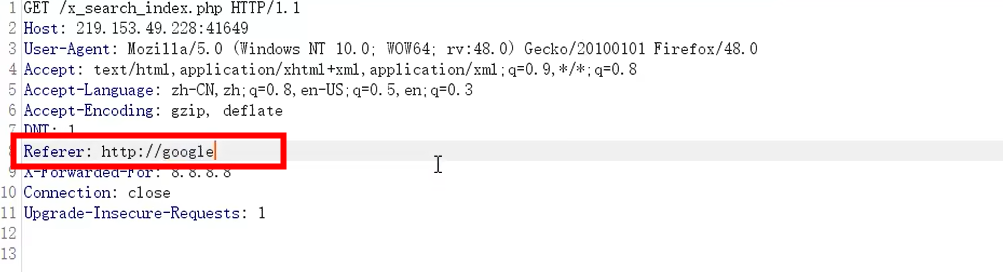 1 GET /x_search_index.php HTTP/1.1
2 Host: 219.153.49.228:41649
3 User-Agent: Mozilla/5.0 (Windows NT 10.0; WOW64; rv:48.0) Gecko/20100101 Firefox/48.0
4 Accept: text/html,application/xhtml+xml,application/xml;q=0.9,*/*;q=0.8
5 Accept-Language: zh-CN,zh;q=0.8,en-US;q=0.5,en;q=0.3
6 Accept-Encoding: gzip, deflate
7 DNT: 1
Referer: http://google
9 X-Forwarded-For: 8.8.8.8
10 Connection: close
11 Upgrade-Insecure-Requests: 1
12
13